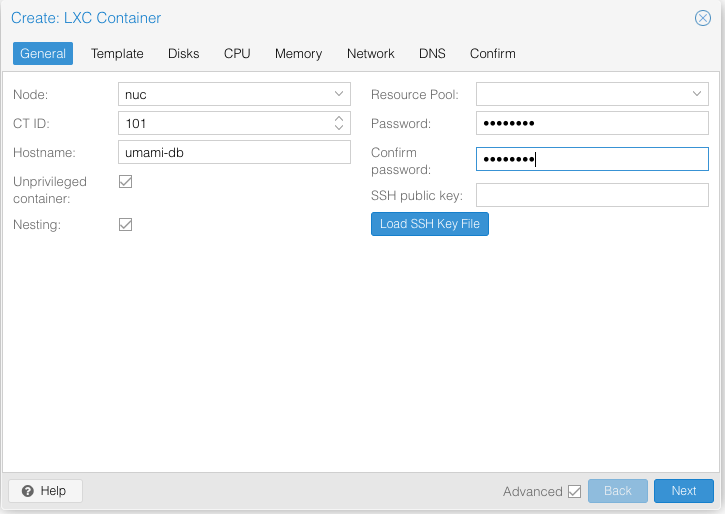 Create: LXC Container
General Template Disks CPU Memory Network DNS Confirm
Node: nuc
CT ID: 101
Hostname: umami-db
Unprivileged
container:
Nesting:
Resource Pool:
Password: ••••••••
Confirm
password: ••••••••
SSH public key:
Load SSH Key File
Help
Advanced Back Next